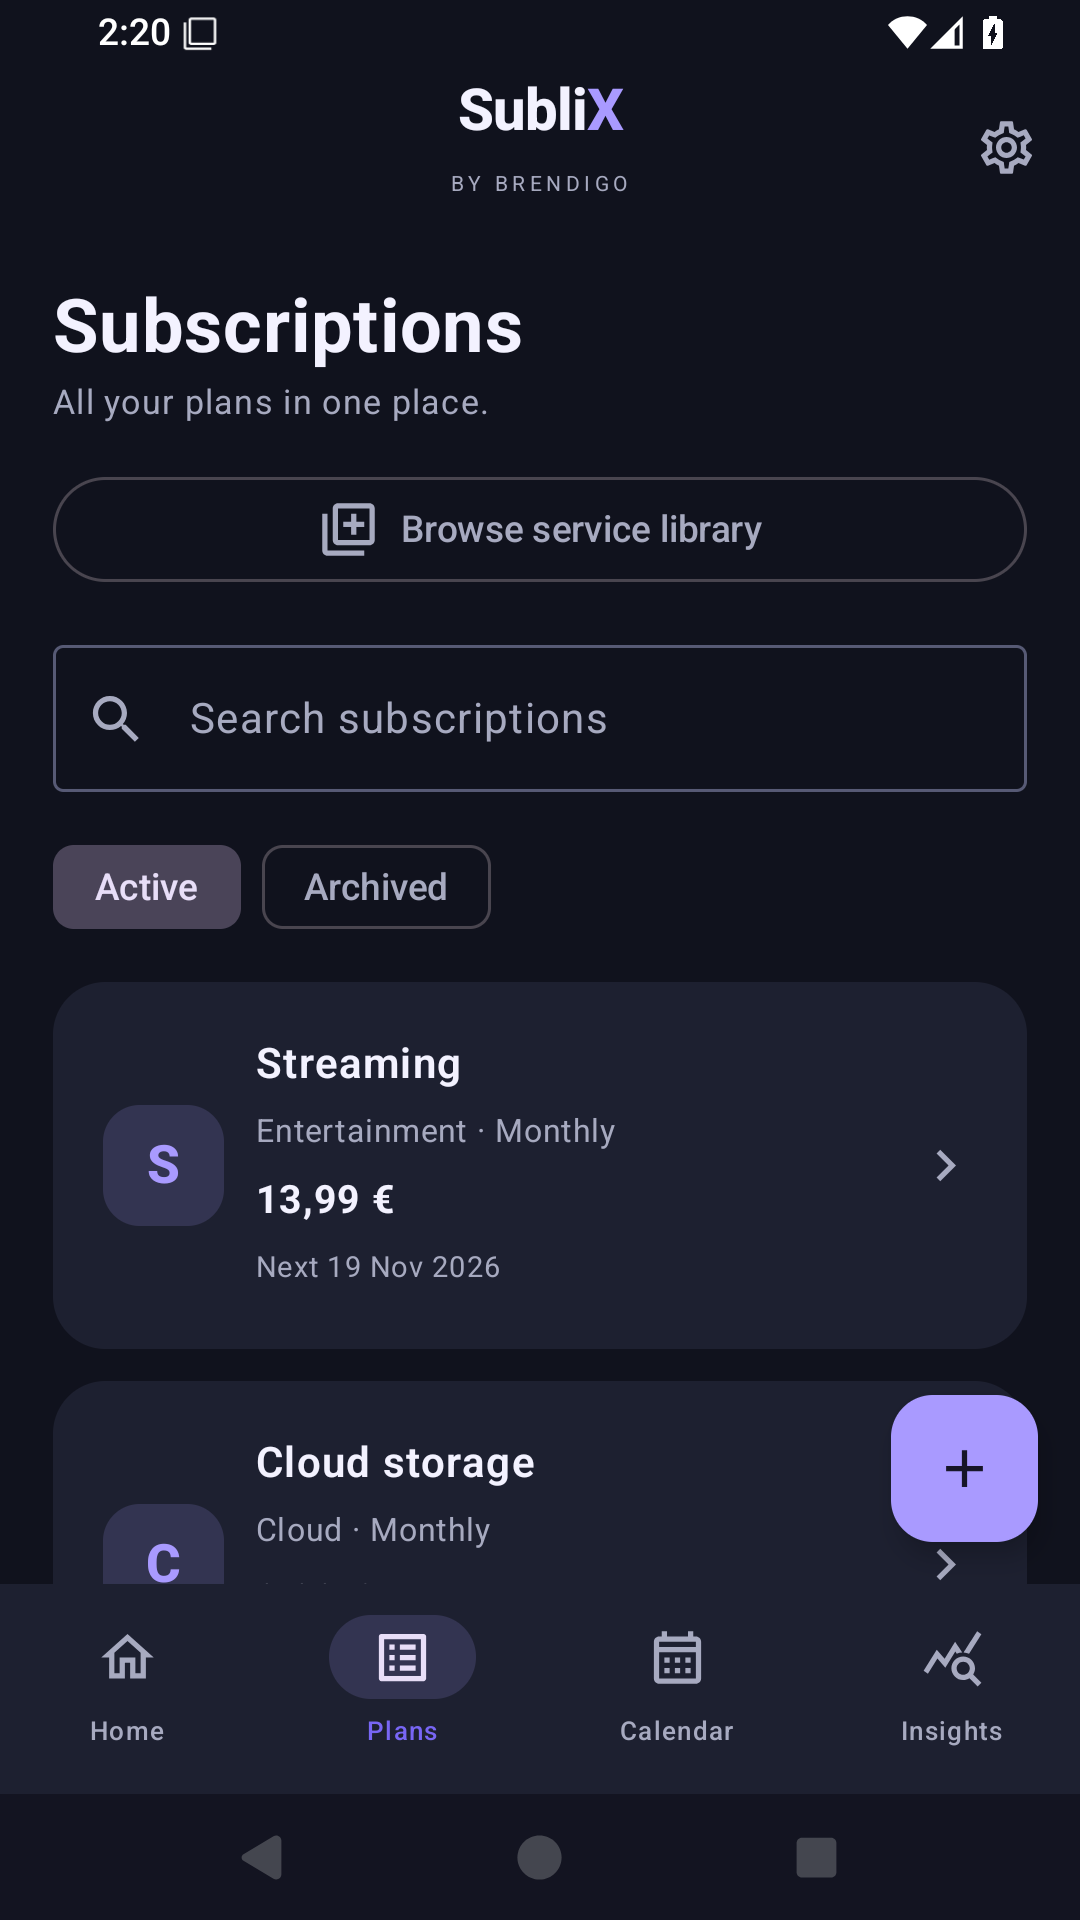 2:20
SubliX
BY BRENDIGO
Subscriptions
All your plans in one place.
Browse service library
Search subscriptions
Active
Archived
Streaming
S
Entertainment · Monthly
13,99 €
Next 19 Nov 2026
Cloud storage
C
Cloud · Monthly
Home
Plans
Calendar
Insights